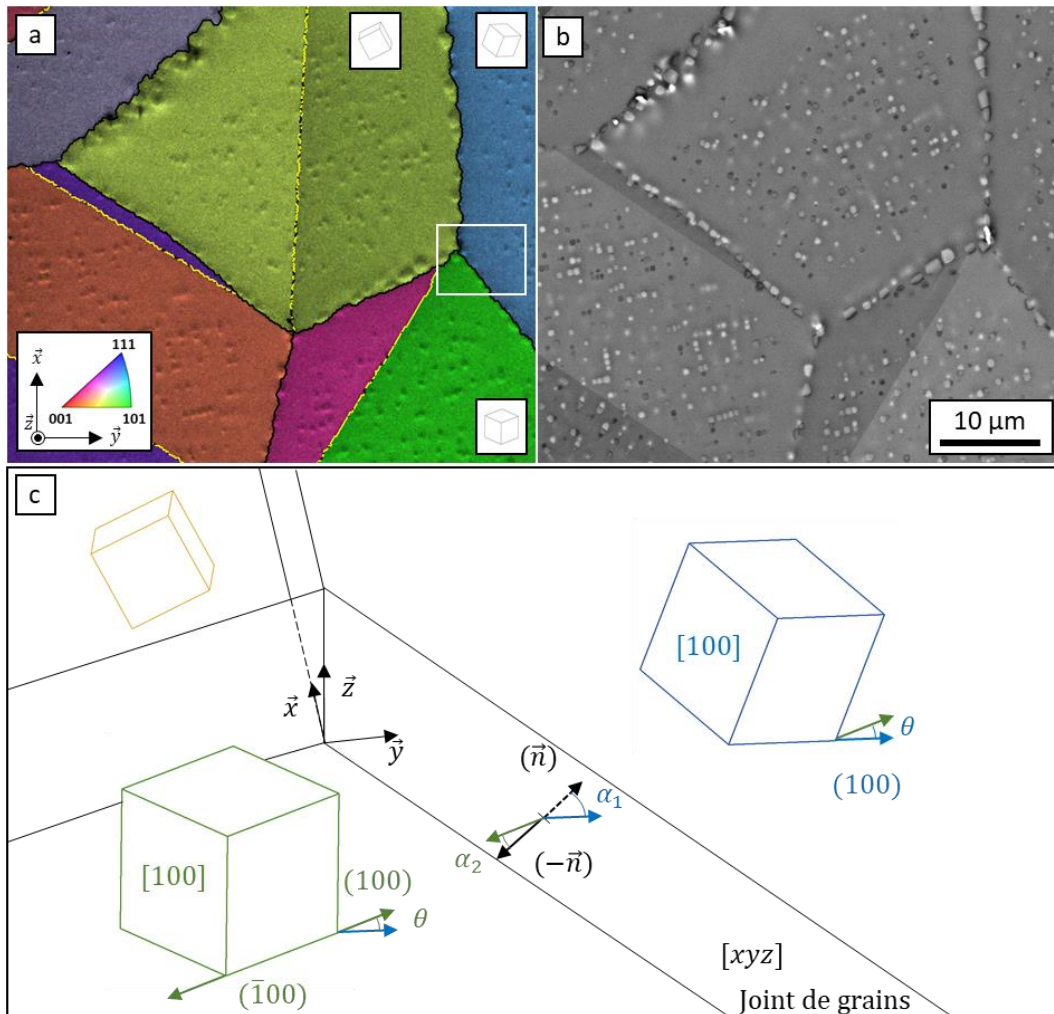 a
b
111
001
101
x⃗
z⃗
y⃗
10 µm
c
[100]
θ
(100)
x⃗
z⃗
y⃗
(n⃗)
α₁
α₂
(−n⃗)
[100]
(100)
θ
(1̄00)
[xyz]
Joint de grains